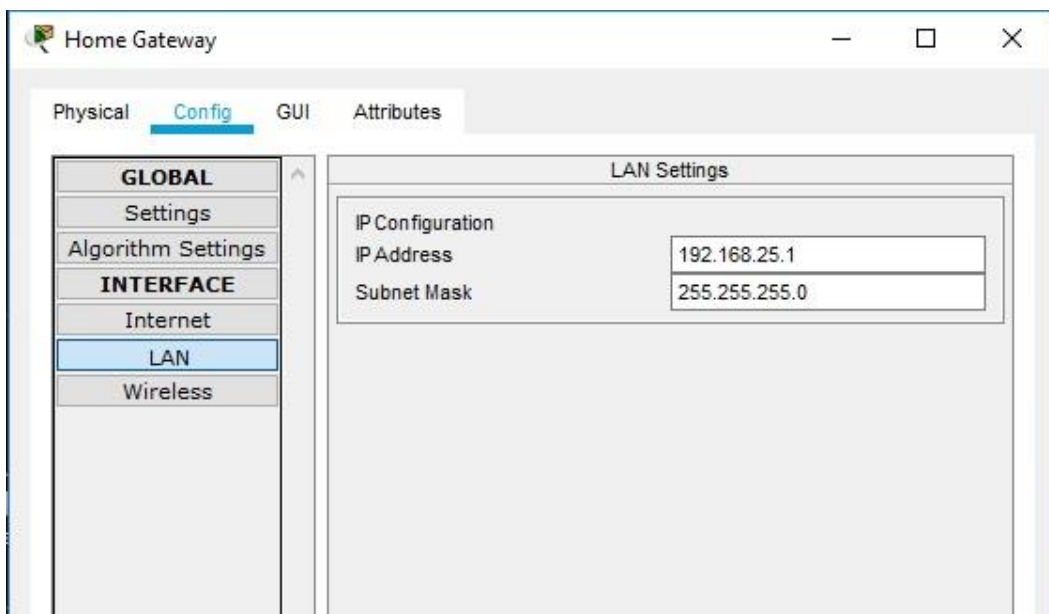 Home Gateway
Physical Config GUI Attributes
GLOBAL
Settings
Algorithm Settings
INTERFACE
Internet
LAN
Wireless
LAN Settings
IP Configuration
IP Address 192.168.25.1
Subnet Mask 255.255.255.0